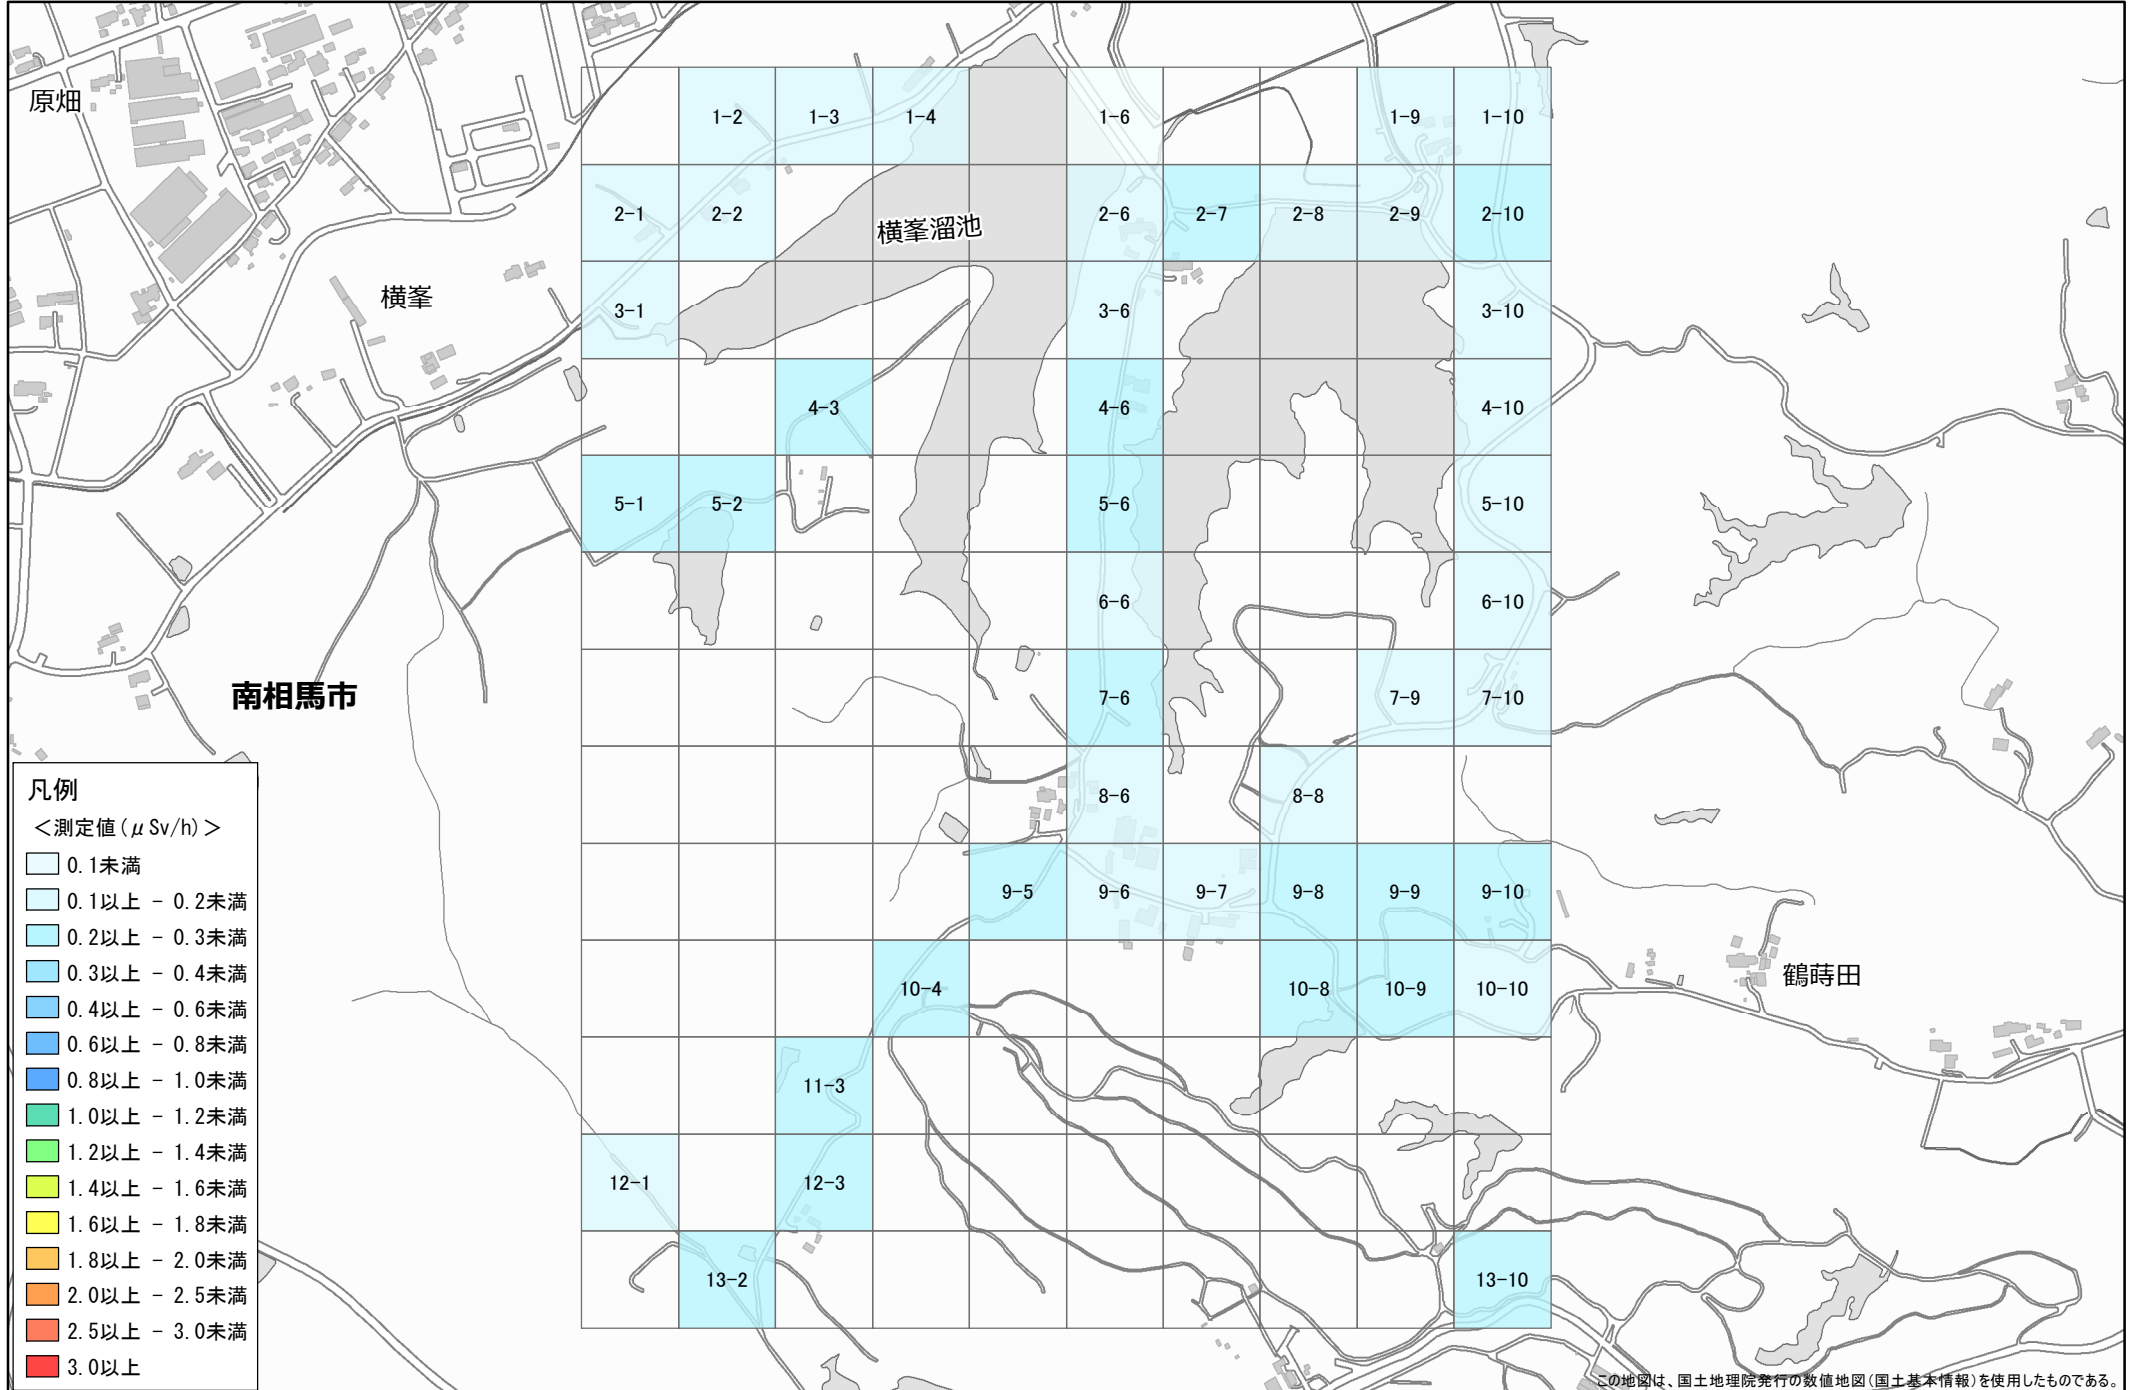 原畑
1-2 1-3 1-4 1-6 1-9 1-10
2-1 2-2 2-6 2-7 2-8 2-9 2-10
横峯溜池
横峯
3-1 3-6 3-10
4-3 4-6 4-10
5-1 5-2 5-6 5-10
6-6 6-10
南相馬市
7-6 7-9 7-10
8-6 8-8
9-5 9-6 9-7 9-8 9-9 9-10
鶴蒔田
10-4 10-8 10-9 10-10
11-3
12-1 12-3
13-2 13-10
凡例
＜測定値(μSv/h)＞
0.1未満
0.1以上 - 0.2未満
0.2以上 - 0.3未満
0.3以上 - 0.4未満
0.4以上 - 0.6未満
0.6以上 - 0.8未満
0.8以上 - 1.0未満
1.0以上 - 1.2未満
1.2以上 - 1.4未満
1.4以上 - 1.6未満
1.6以上 - 1.8未満
1.8以上 - 2.0未満
2.0以上 - 2.5未満
2.5以上 - 3.0未満
3.0以上
この地図は、国土地理院発行の数値地図(国土基本情報)を使用したものである。